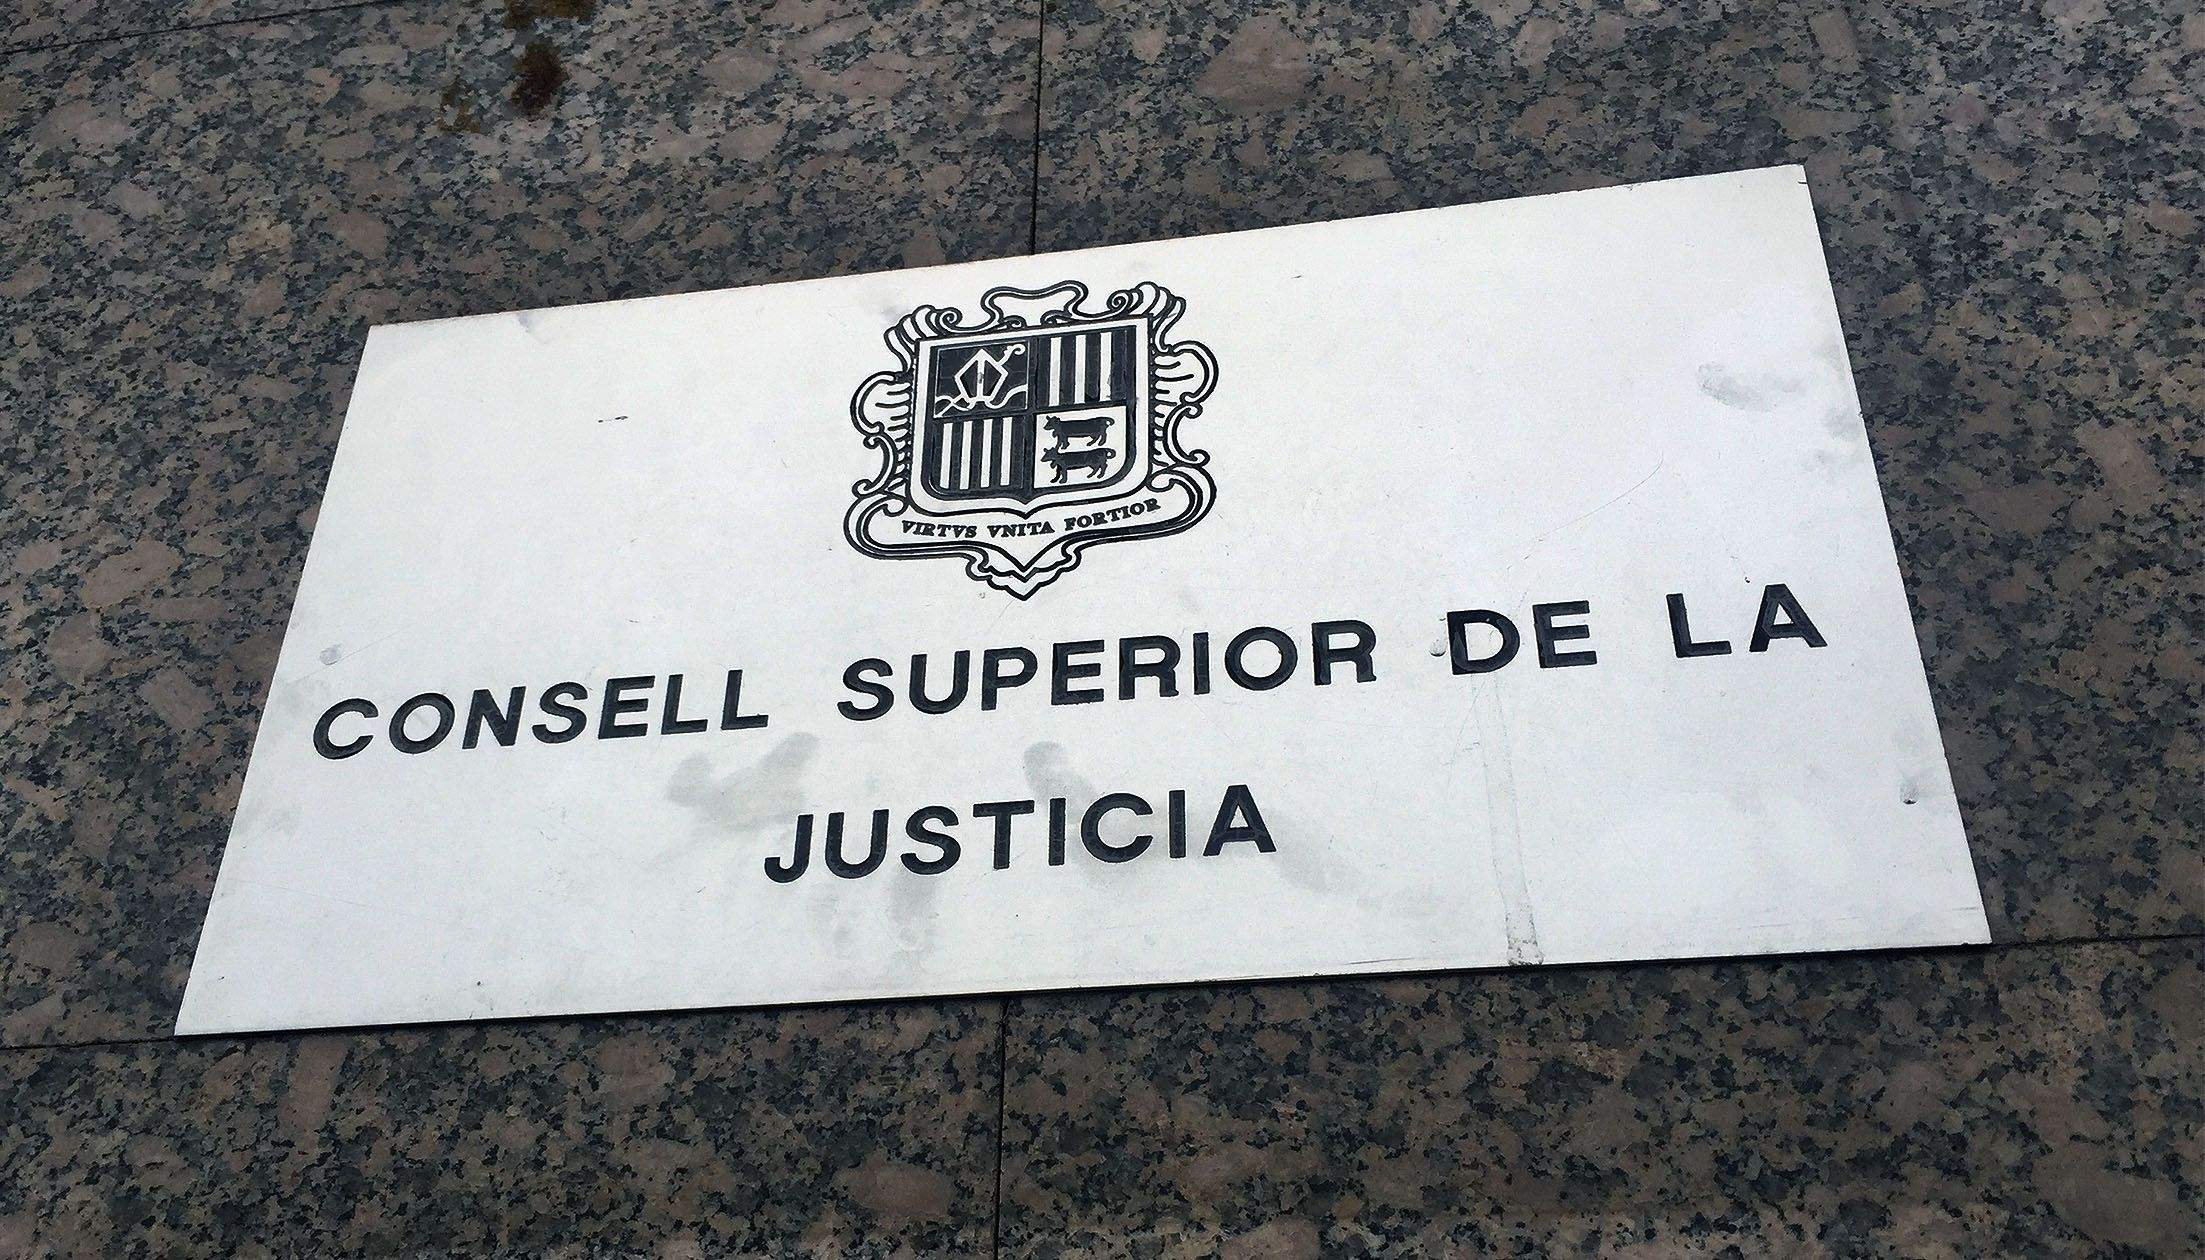 VIRTVS VNITA FORTIOR
CONSELL SUPERIOR DE LA
JUSTICIA